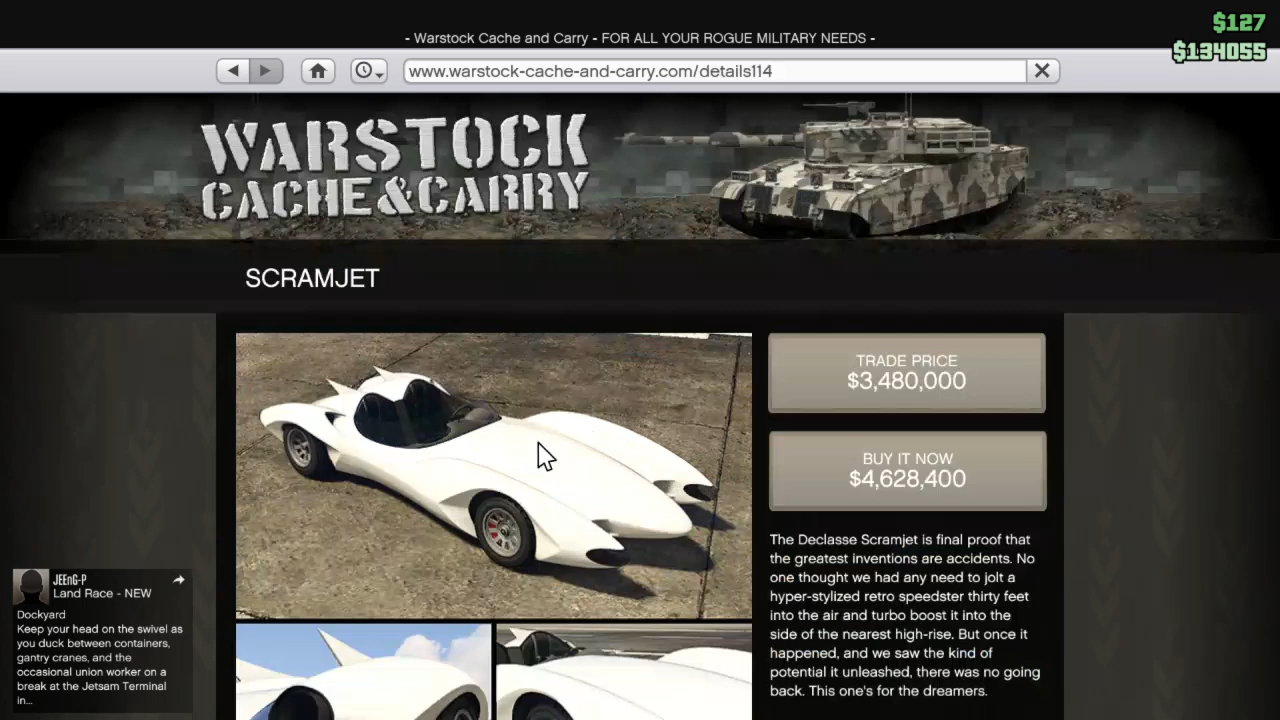 $127
- Warstock Cache and Carry - FOR ALL YOUR ROGUE MILITARY NEEDS -
$134055
www.warstock-cache-and-carry.com/details114
WARSTOCK
CACHE&CARRY
SCRAMJET
TRADE PRICE
$3,480,000
BUY IT NOW
$4,628,400
The Declasse Scramjet is final proof that
the greatest inventions are accidents. No
one thought we had any need to jolt a
hyper-stylized retro speedster thirty feet
into the air and turbo boost it into the
side of the nearest high-rise. But once it
happened, and we saw the kind of
potential it unleashed, there was no going
back. This one's for the dreamers.
JEEnG-P
Land Race - NEW
Dockyard
Keep your head on the swivel as
you duck between containers,
gantry cranes, and the
occasional union worker on a
break at the Jetsam Terminal
in...